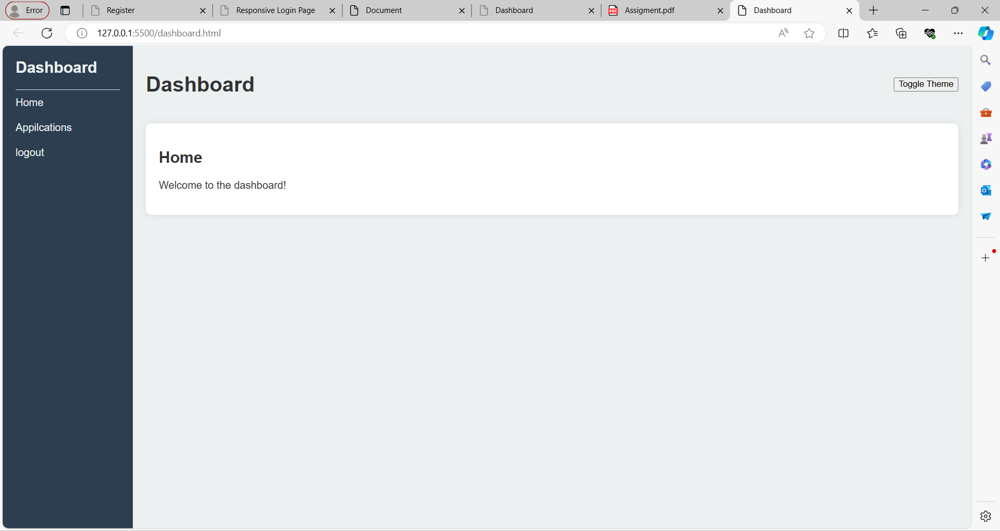 Error
Register
Responsive Login Page
Document
Dashboard
Assigment.pdf
Dashboard
127.0.0.1:5500/dashboard.html
Dashboard
Home
Appilcations
logout
Dashboard
Toggle Theme
Home
Welcome to the dashboard!